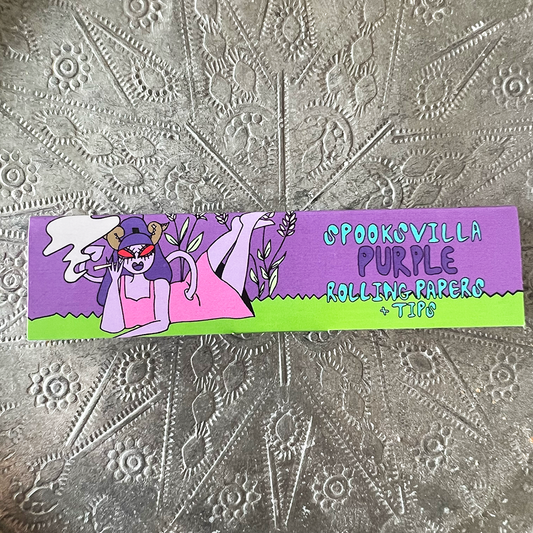 SPOOKSVILLA
PURPLE
ROLLING PAPERS
+ TIPS